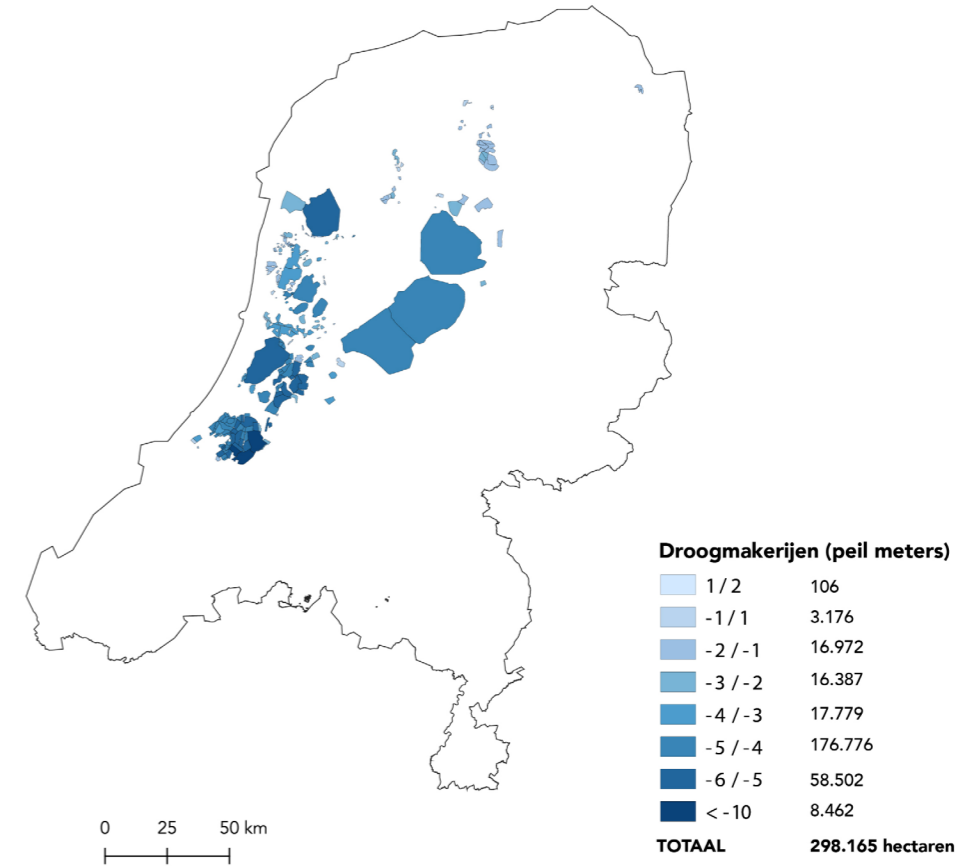 Droogmakerijen (peil meters)
1 / 2 106
-1 / 1 3.176
-2 / -1 16.972
-3 / -2 16.387
-4 / -3 17.779
-5 / -4 176.776
-6 / -5 58.502
< -10 8.462
TOTAAL 298.165 hectaren
0 25 50 km